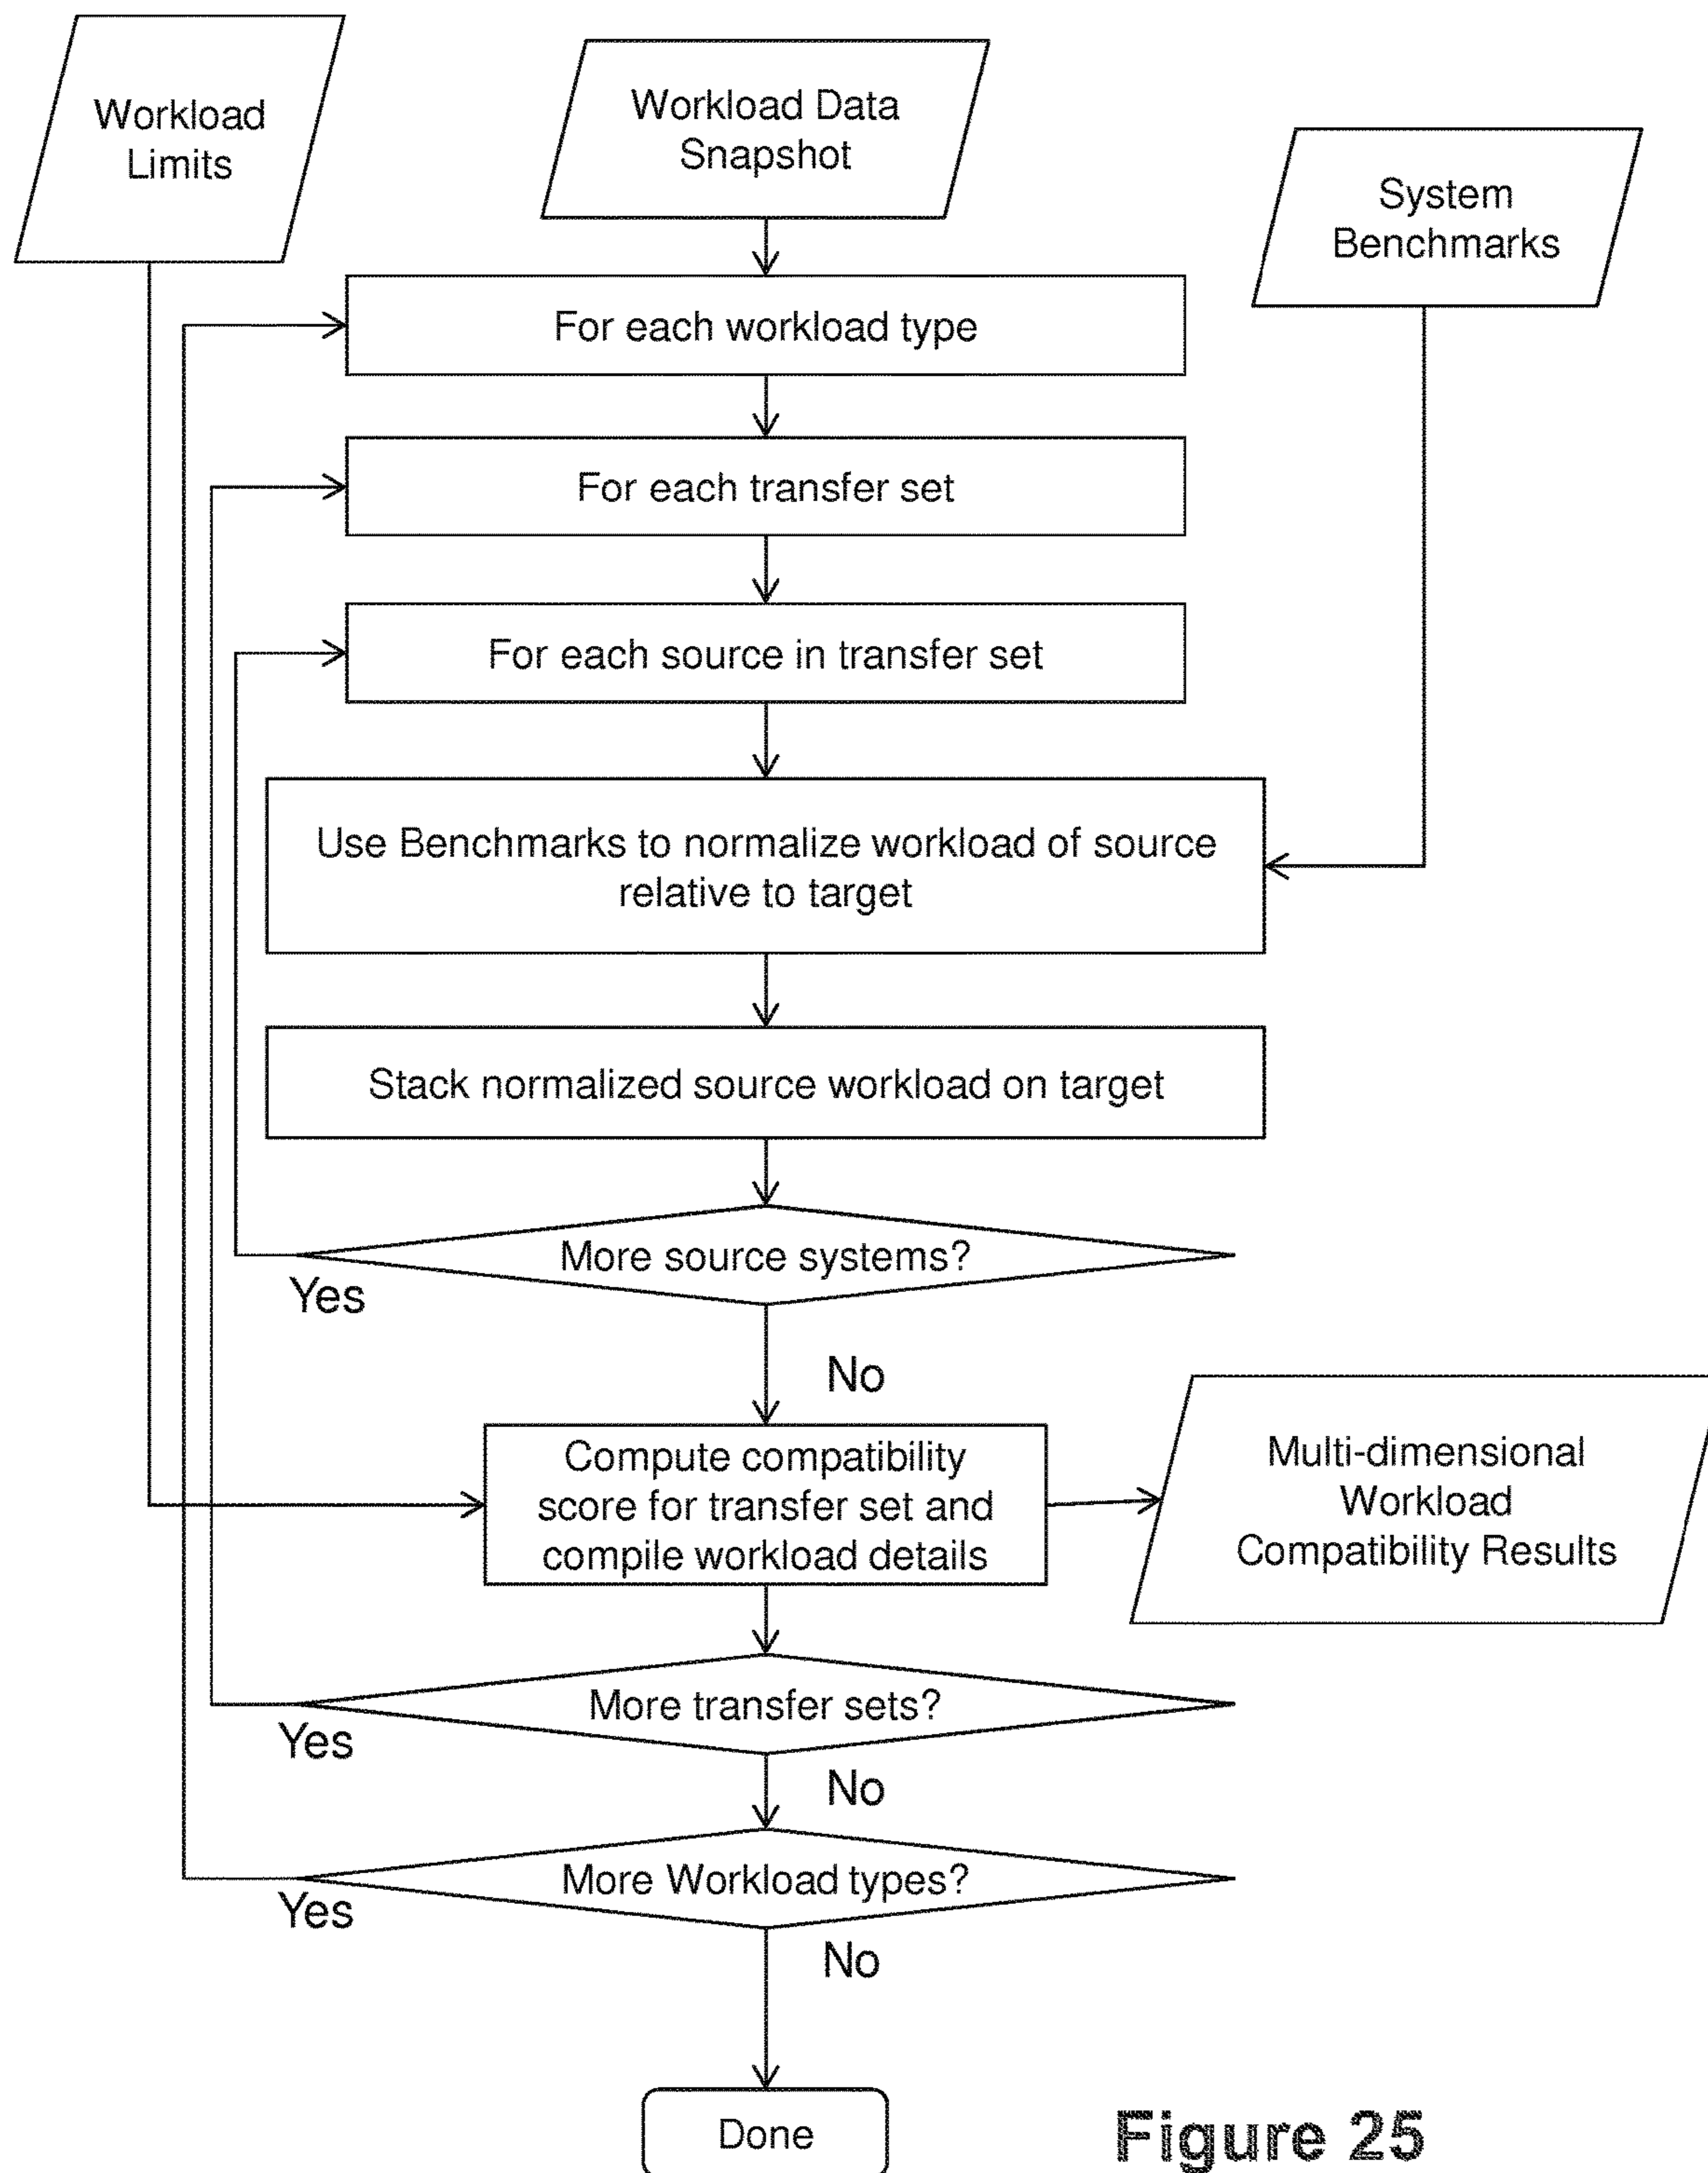 Workload
Limits
Workload Data
Snapshot
System
Benchmarks
For each workload type
For each transfer set
For each source in transfer set
Use Benchmarks to normalize workload of source
relative to target
Stack normalized source workload on target
More source systems?
Yes
No
Compute compatibility
score for transfer set and
compile workload details
Multi-dimensional
Workload
Compatibility Results
More transfer sets?
Yes
No
More Workload types?
Yes
No
Done
Figure 25